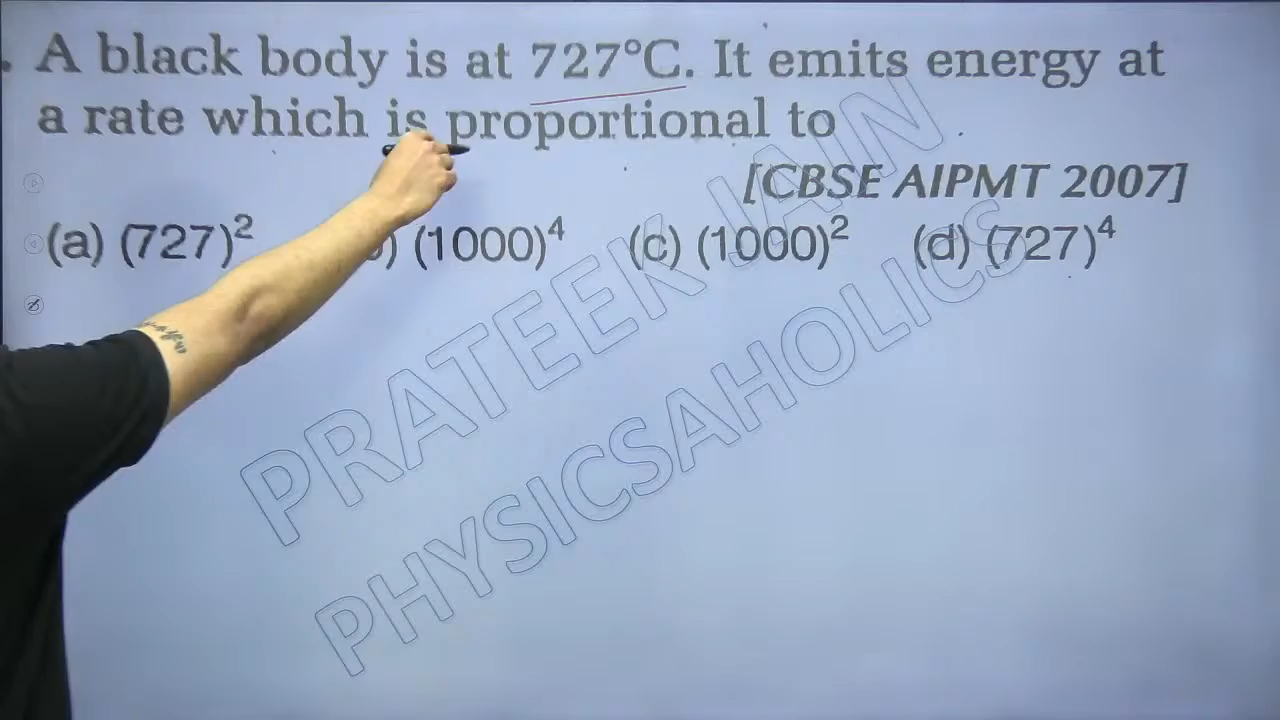 A black body is at 727°C. It emits energy at
a rate which is proportional to
[CBSE AIPMT 2007]
(a) (727)² ) (1000)⁴ (c) (1000)² (d) (727)⁴
PRATEEK JAIN
PHYSICSAHOLICS